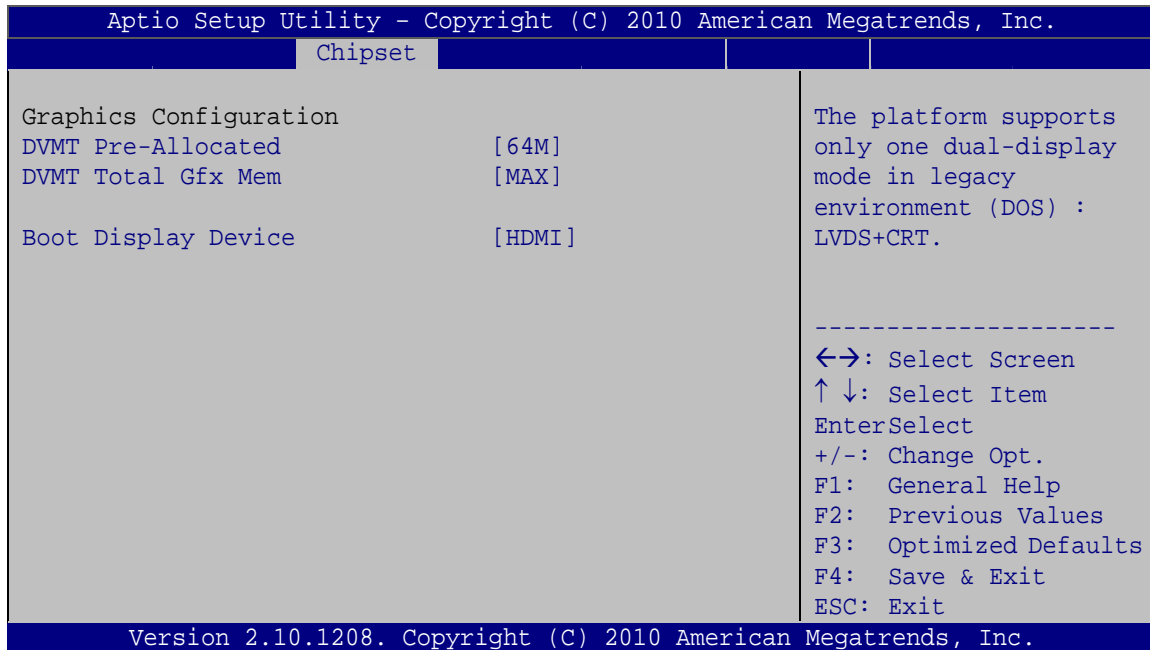 Aptio Setup Utility – Copyright (C) 2010 American Megatrends, Inc.
Chipset
Graphics Configuration
DVMT Pre-Allocated [64M]
DVMT Total Gfx Mem [MAX]
Boot Display Device [HDMI]
The platform supports
only one dual-display
mode in legacy
environment (DOS) :
LVDS+CRT.
---------------------
←→: Select Screen
↑ ↓: Select Item
EnterSelect
+/-: Change Opt.
F1: General Help
F2: Previous Values
F3: Optimized Defaults
F4: Save & Exit
ESC: Exit
Version 2.10.1208. Copyright (C) 2010 American Megatrends, Inc.